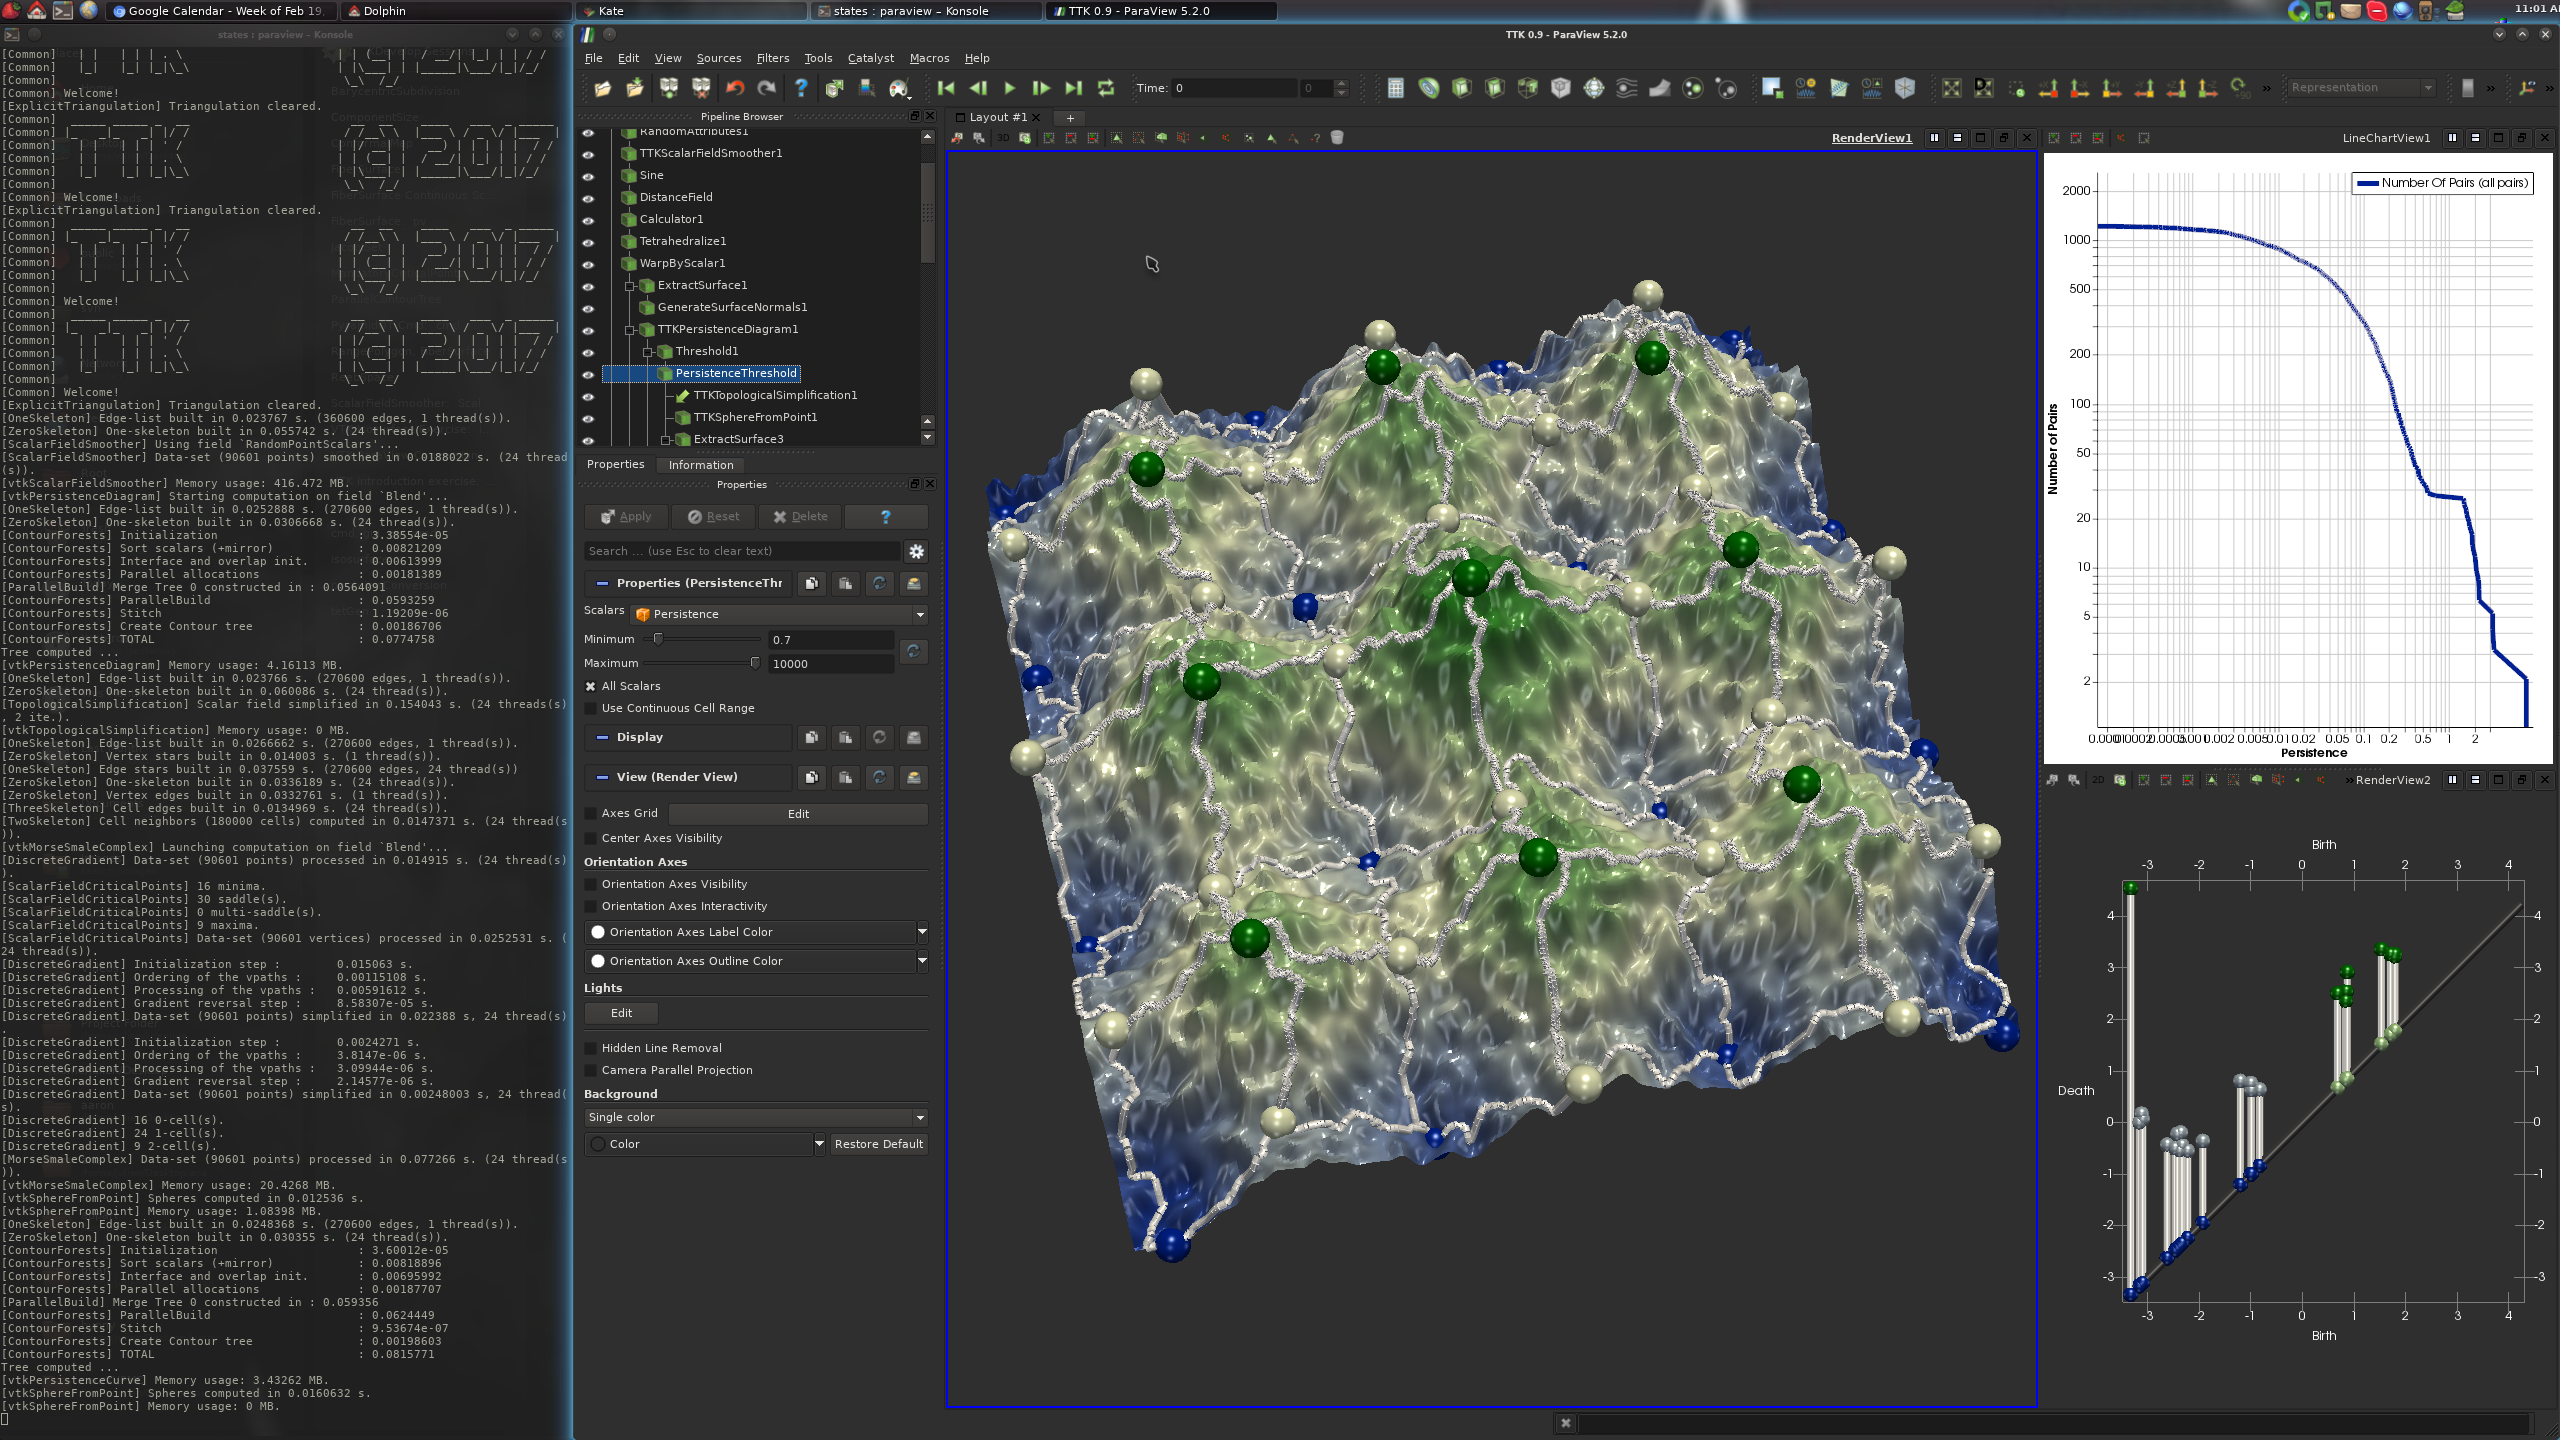 Google Calendar - Week of Feb 19,
Dolphin
Kate
states : paraview – Konsole
TTK 0.9 - ParaView 5.2.0
11:01 A
states : paraview – Konsole
[Common] Welcome!
[ExplicitTriangulation] Triangulation cleared.
[Common] Welcome!
[ExplicitTriangulation] Triangulation cleared.
[Common] Welcome!
[Common] Welcome!
[ExplicitTriangulation] Triangulation cleared.
[OneSkeleton] Edge-list built in 0.023767 s. (360600 edges, 1 thread(s)).
[ZeroSkeleton] One-skeleton built in 0.055742 s. (24 thread(s)).
[ScalarFieldSmoother] Using field `RandomPointScalars'...
[ScalarFieldSmoother] Data-set (90601 points) smoothed in 0.0188022 s. (24 thread
(s)).
[vtkScalarFieldSmoother] Memory usage: 416.472 MB.
[vtkPersistenceDiagram] Starting computation on field `Blend'...
[OneSkeleton] Edge-list built in 0.0252888 s. (270600 edges, 1 thread(s)).
[ZeroSkeleton] One-skeleton built in 0.0306668 s. (24 thread(s)).
[ContourForests] Initialization : 3.38554e-05
[ContourForests] Sort scalars (+mirror) : 0.00821209
[ContourForests] Interface and overlap init. : 0.00613999
[ContourForests] Parallel allocations : 0.00181389
[ParallelBuild] Merge Tree 0 constructed in : 0.0564091
[ContourForests] ParallelBuild : 0.0593259
[ContourForests] Stitch : 1.19209e-06
[ContourForests] Create Contour tree : 0.00186706
[ContourForests] TOTAL : 0.0774758
Tree computed ...
[vtkPersistenceDiagram] Memory usage: 4.16113 MB.
[OneSkeleton] Edge-list built in 0.023766 s. (270600 edges, 1 thread(s)).
[ZeroSkeleton] One-skeleton built in 0.060086 s. (24 thread(s)).
[TopologicalSimplification] Scalar field simplified in 0.154043 s. (24 threads(s)
, 2 ite.).
[vtkTopologicalSimplification] Memory usage: 0 MB.
[OneSkeleton] Edge-list built in 0.0266662 s. (270600 edges, 1 thread(s)).
[ZeroSkeleton] Vertex stars built in 0.014003 s. (1 thread(s)).
[OneSkeleton] Edge stars built in 0.037559 s. (270600 edges, 24 thread(s))
[ZeroSkeleton] One-skeleton built in 0.0336189 s. (24 thread(s)).
[ZeroSkeleton] Vertex edges built in 0.0332761 s. (1 thread(s)).
[ThreeSkeleton] Cell edges built in 0.0134969 s. (24 thread(s)).
[TwoSkeleton] Cell neighbors (180000 cells) computed in 0.0147371 s. (24 thread(s
)).
[vtkMorseSmaleComplex] Launching computation on field `Blend'...
[DiscreteGradient] Data-set (90601 points) processed in 0.014915 s. (24 thread(s)
).
[ScalarFieldCriticalPoints] 16 minima.
[ScalarFieldCriticalPoints] 30 saddle(s).
[ScalarFieldCriticalPoints] 0 multi-saddle(s).
[ScalarFieldCriticalPoints] 9 maxima.
[ScalarFieldCriticalPoints] Data-set (90601 vertices) processed in 0.0252531 s. (
24 thread(s)).
[DiscreteGradient] Initialization step : 0.015063 s.
[DiscreteGradient] Ordering of the vpaths : 0.00115108 s.
[DiscreteGradient] Processing of the vpaths : 0.00591612 s.
[DiscreteGradient] Gradient reversal step : 8.58307e-05 s.
[DiscreteGradient] Data-set (90601 points) simplified in 0.022388 s, 24 thread(s)
.
[DiscreteGradient] Initialization step : 0.0024271 s.
[DiscreteGradient] Ordering of the vpaths : 3.8147e-06 s.
[DiscreteGradient] Processing of the vpaths : 3.09944e-06 s.
[DiscreteGradient] Gradient reversal step : 2.14577e-06 s.
[DiscreteGradient] Data-set (90601 points) simplified in 0.00248003 s, 24 thread(
s).
[DiscreteGradient] 16 0-cell(s).
[DiscreteGradient] 24 1-cell(s).
[DiscreteGradient] 9 2-cell(s).
[MorseSmaleComplex] Data-set (90601 points) processed in 0.077266 s. (24 thread(s
)).
[vtkMorseSmaleComplex] Memory usage: 20.4268 MB.
[vtkSphereFromPoint] Spheres computed in 0.012536 s.
[vtkSphereFromPoint] Memory usage: 1.08398 MB.
[OneSkeleton] Edge-list built in 0.0248368 s. (270600 edges, 1 thread(s)).
[ZeroSkeleton] One-skeleton built in 0.030355 s. (24 thread(s)).
[ContourForests] Initialization : 3.60012e-05
[ContourForests] Sort scalars (+mirror) : 0.00818896
[ContourForests] Interface and overlap init. : 0.00695992
[ContourForests] Parallel allocations : 0.00187707
[ParallelBuild] Merge Tree 0 constructed in : 0.059356
[ContourForests] ParallelBuild : 0.0624449
[ContourForests] Stitch : 9.53674e-07
[ContourForests] Create Contour tree : 0.00198603
[ContourForests] TOTAL : 0.0815771
Tree computed ...
[vtkPersistenceCurve] Memory usage: 3.43262 MB.
[vtkSphereFromPoint] Spheres computed in 0.0160632 s.
[vtkSphereFromPoint] Memory usage: 0 MB.
TTK 0.9 - ParaView 5.2.0
File Edit View Sources Filters Tools Catalyst Macros Help
Time: 0
0
Representation
Pipeline Browser
RandomAttributes1
TTKScalarFieldSmoother1
Sine
DistanceField
Calculator1
Tetrahedralize1
WarpByScalar1
ExtractSurface1
GenerateSurfaceNormals1
TTKPersistenceDiagram1
Threshold1
PersistenceThreshold
TTKTopologicalSimplification1
TTKSphereFromPoint1
ExtractSurface3
Properties Information
Properties
Apply Reset Delete ?
Search ... (use Esc to clear text)
Properties (PersistenceThr
Scalars Persistence
Minimum 0.7
Maximum 10000
All Scalars
Use Continuous Cell Range
Display
View (Render View)
Axes Grid Edit
Center Axes Visibility
Orientation Axes
Orientation Axes Visibility
Orientation Axes Interactivity
Orientation Axes Label Color
Orientation Axes Outline Color
Lights
Edit
Hidden Line Removal
Camera Parallel Projection
Background
Single color
Color Restore Default
Layout #1
3D
RenderView1
LineChartView1
Number Of Pairs (all pairs)
2000
1000
500
200
100
50
20
10
5
2
Number of Pairs
0.002 0.005 0.01 0.02 0.05 0.1 0.2 0.5 1 2
Persistence
2D
RenderView2
Birth
-3 -2 -1 0 1 2 3 4
4 4
3 3
2 2
1 1
Death
0 0
-1 -1
-2 -2
-3 -3
-3 -2 -1 0 1 2 3 4
Birth